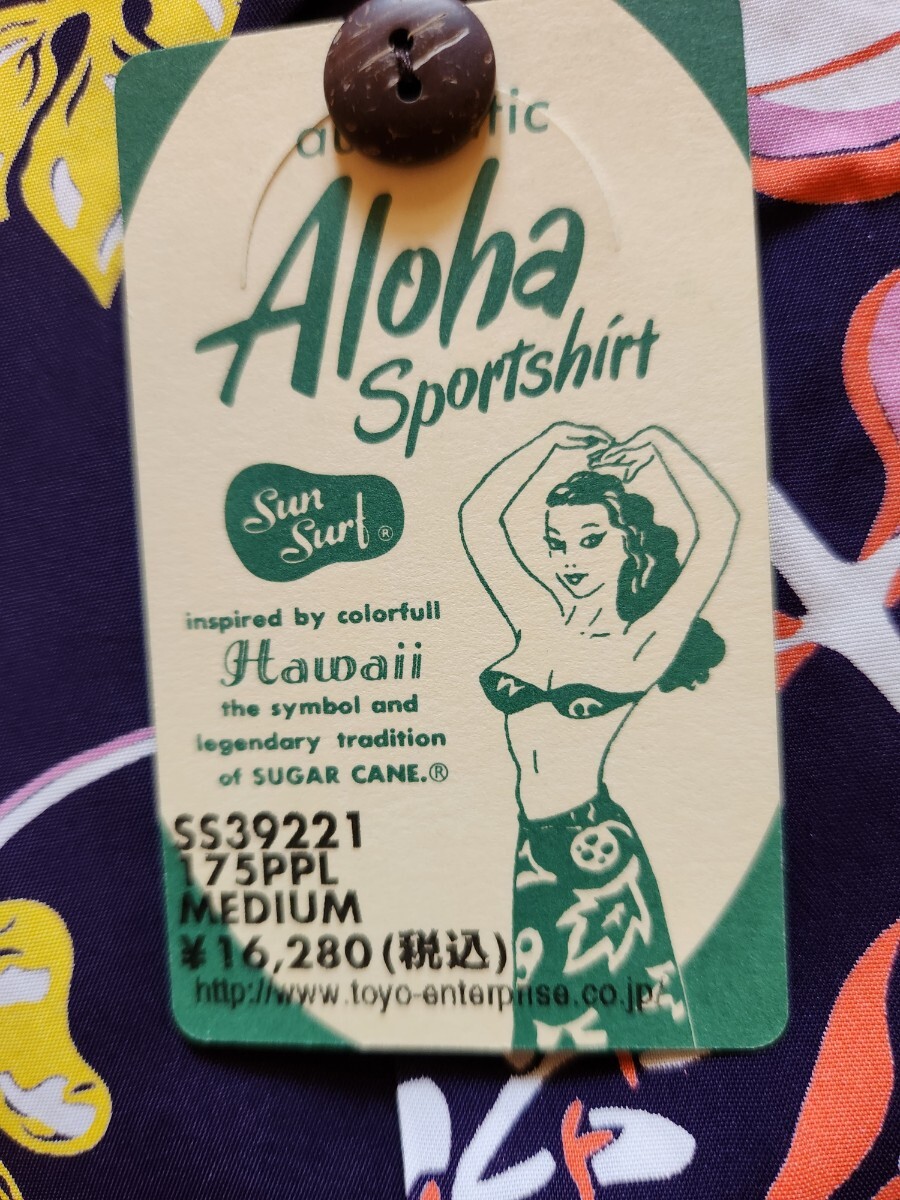 Aloha
Sportshirt
Sun
Surf ®
inspired by colorfull
Hawaii
the symbol and
legendary tradition
of SUGAR CANE.®
SS39221
175PPL
MEDIUM
¥16,280(税込)
http://www.toyo-enterprise.co.jp/